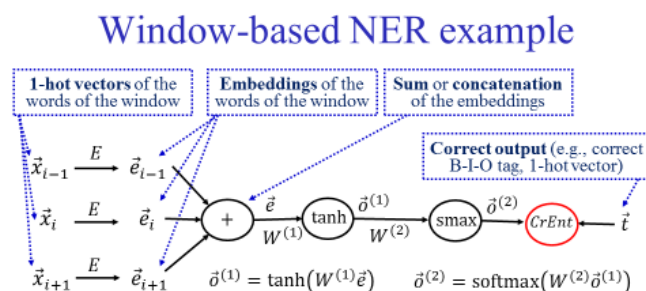 Window-based NER example
1-hot vectors of the
words of the window
Embeddings of the
words of the window
Sum or concatenation
of the embeddings
Correct output (e.g., correct
B-I-O tag, 1-hot vector)
x⃗ᵢ₋₁ E e⃗ᵢ₋₁
x⃗ᵢ E e⃗ᵢ + e⃗ W⁽¹⁾ tanh o⃗⁽¹⁾ W⁽²⁾ smax o⃗⁽²⁾ CrEnt t⃗
x⃗ᵢ₊₁ E e⃗ᵢ₊₁
o⃗⁽¹⁾ = tanh(W⁽¹⁾e⃗) o⃗⁽²⁾ = softmax(W⁽²⁾o⃗⁽¹⁾)